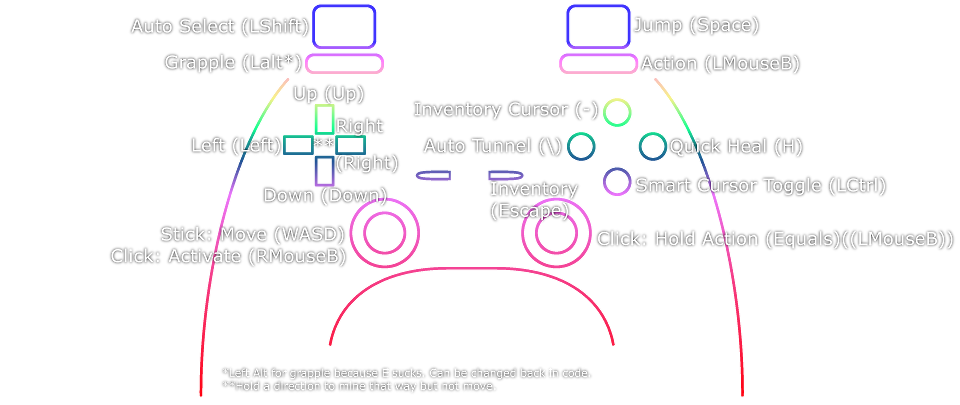 Auto Select (LShift)
Jump (Space)
Grapple (Lalt*)
Action (LMouseB)
Up (Up)
Inventory Cursor (-)
Right
(Right)
Left (Left)
**
Auto Tunnel (\)
Quick Heal (H)
Down (Down)
Inventory
(Escape)
Smart Cursor Toggle (LCtrl)
Stick: Move (WASD)
Click: Activate (RMouseB)
Click: Hold Action (Equals)((LMouseB))
*Left Alt for grapple because E sucks. Can be changed back in code.
**Hold a direction to mine that way but not move.